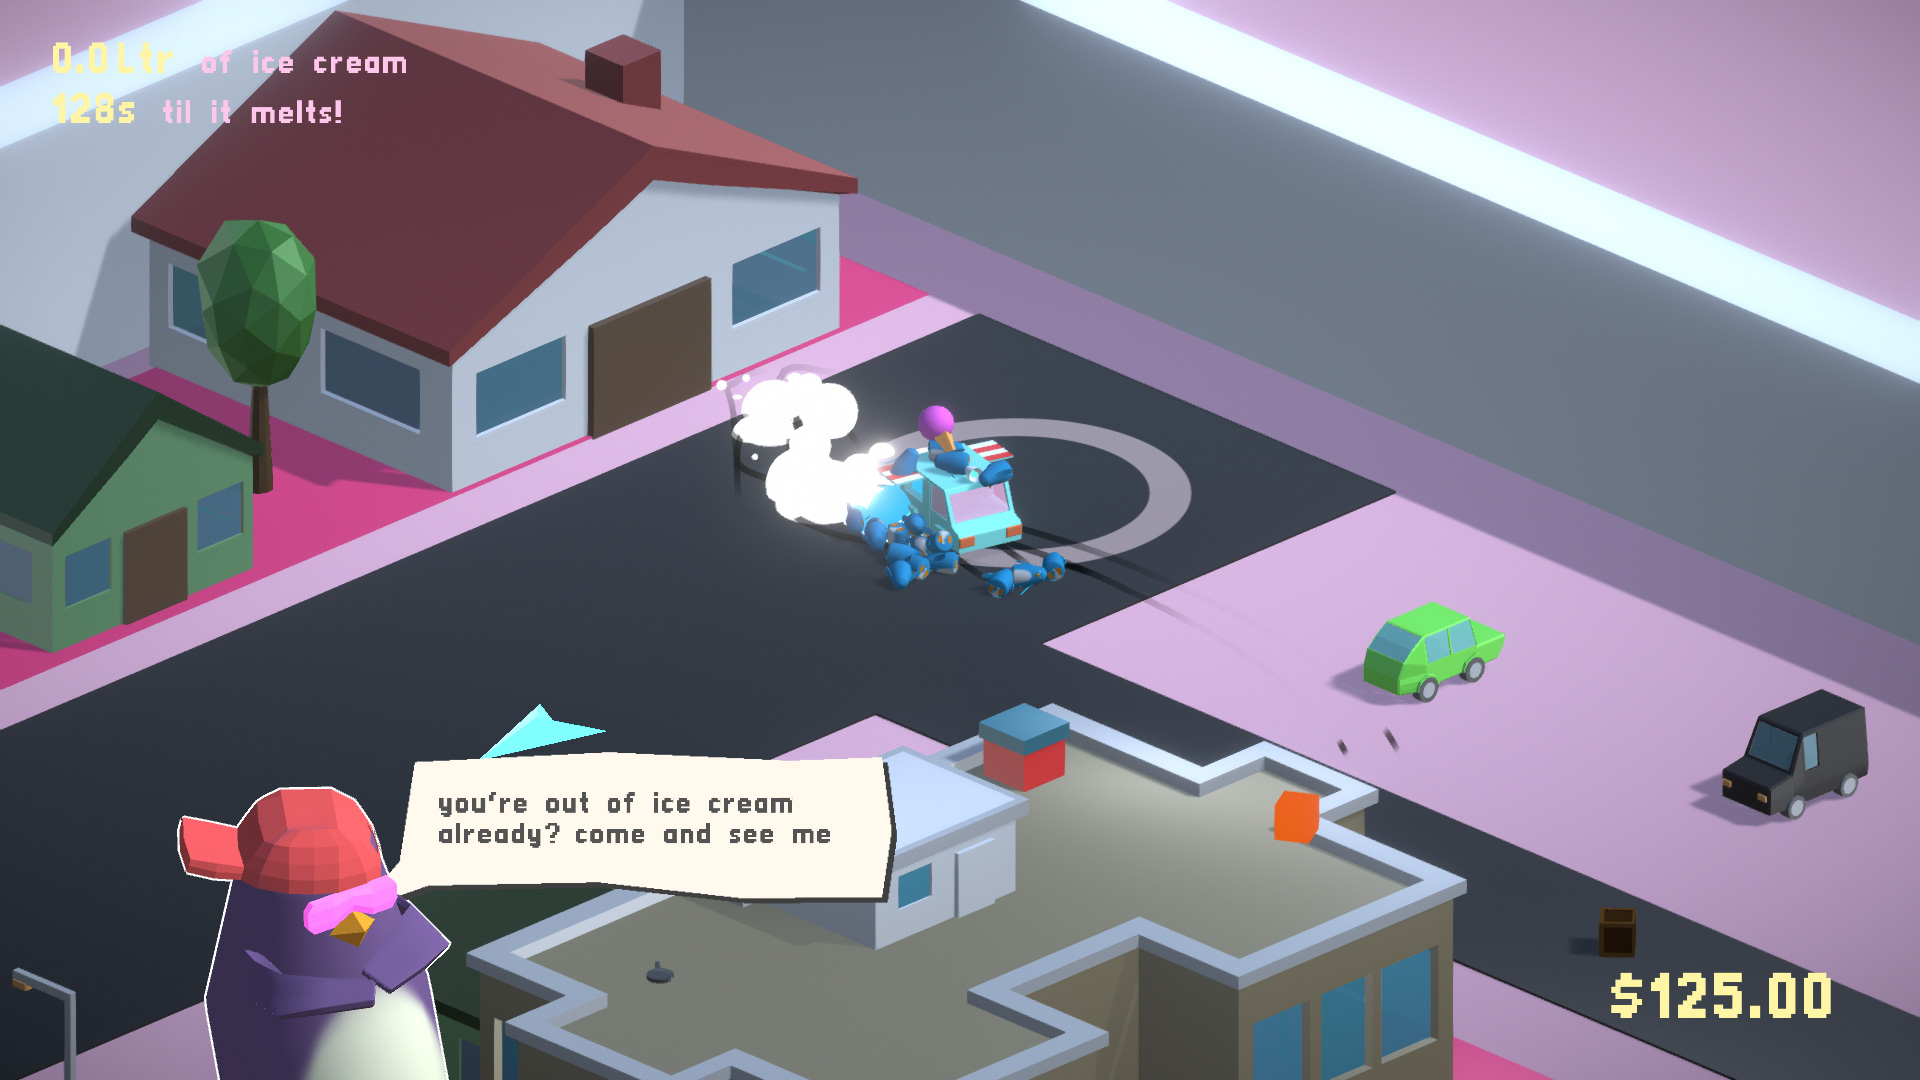 0.0Ltr of ice cream
128s til it melts!
you're out of ice cream
already? come and see me
$125.00